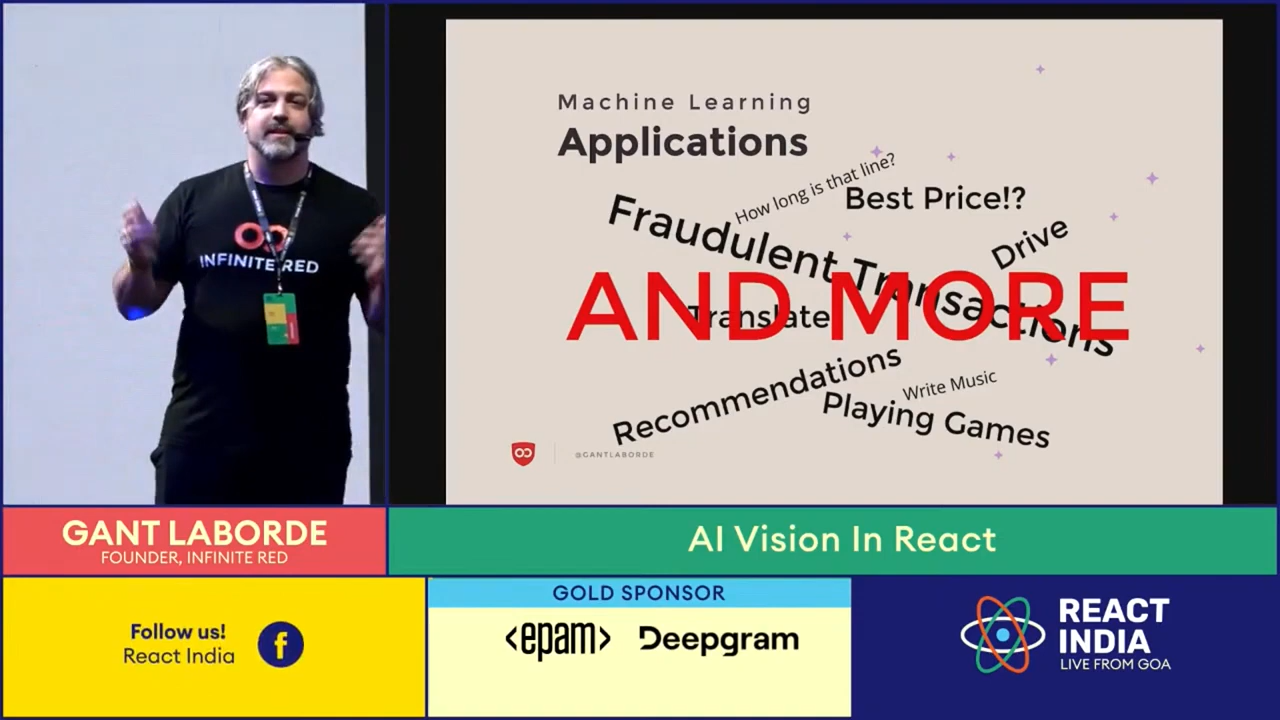 INFINITE RED
Machine Learning
Applications
How long is that line?
Best Price!?
Fraudulent Transactions
Drive
AND MORE
Translate
Recommendations
Write Music
Playing Games
@GANTLABORDE
GANT LABORDE
FOUNDER, INFINITE RED
AI Vision In React
Follow us!
React India
GOLD SPONSOR
<epam> Deepgram
REACT
INDIA
LIVE FROM GOA